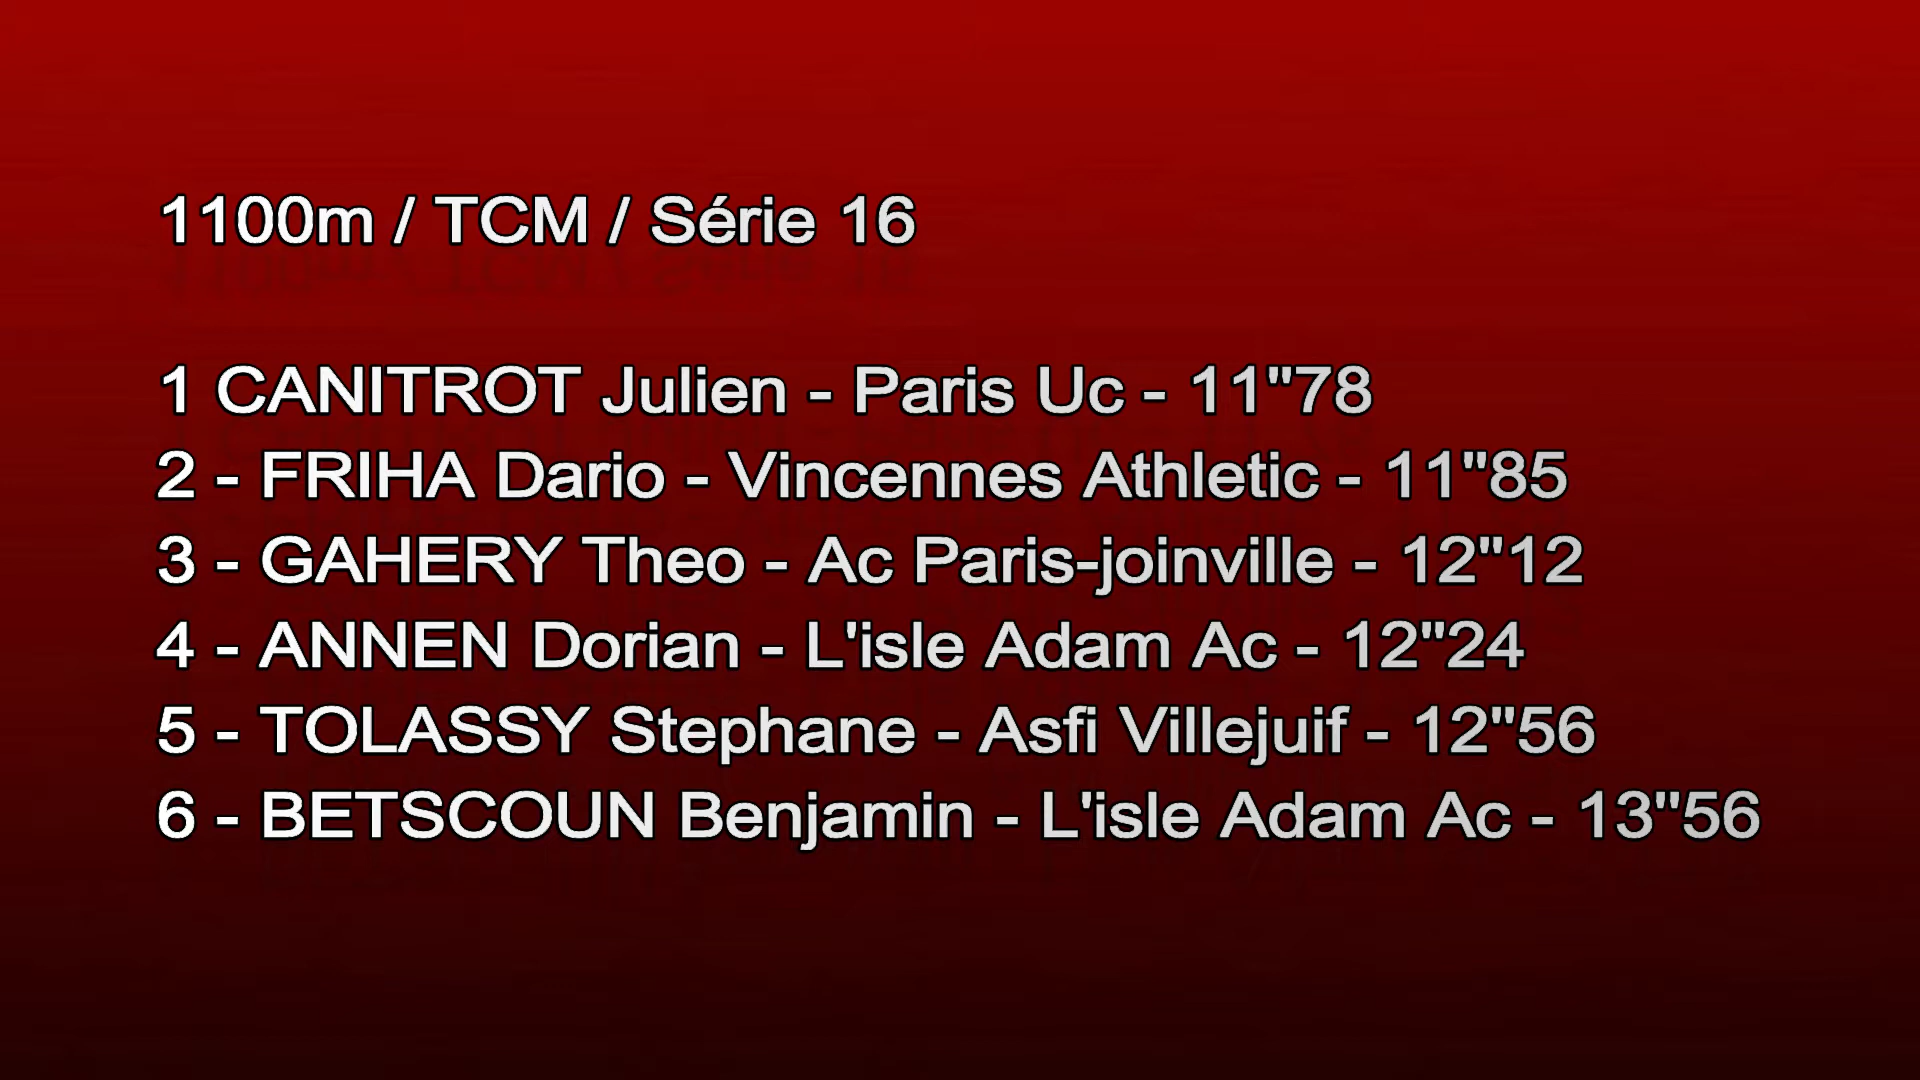 1100m / TCM / Série 16
1 CANITROT Julien - Paris Uc - 11"78
2 - FRIHA Dario - Vincennes Athletic - 11"85
3 - GAHERY Theo - Ac Paris-joinville - 12"12
4 - ANNEN Dorian - L'isle Adam Ac - 12"24
5 - TOLASSY Stephane - Asfi Villejuif - 12"56
6 - BETSCOUN Benjamin - L'isle Adam Ac - 13"56